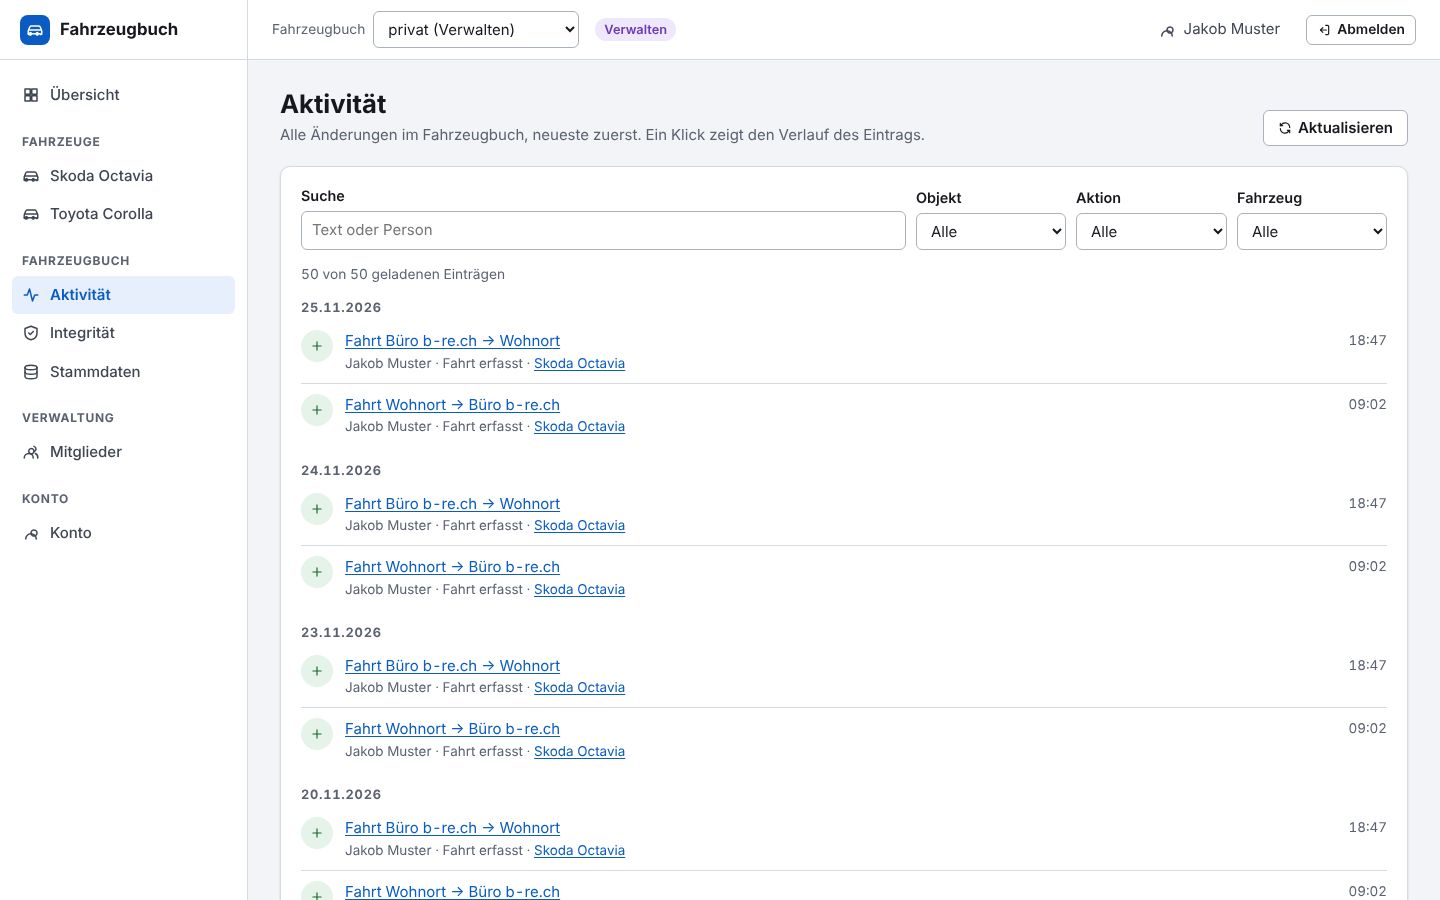 Fahrzeugbuch
Fahrzeugbuch privat (Verwalten) Verwalten
Jakob Muster
Abmelden
Übersicht
FAHRZEUGE
Skoda Octavia
Toyota Corolla
FAHRZEUGBUCH
Aktivität
Integrität
Stammdaten
VERWALTUNG
Mitglieder
KONTO
Konto
Aktivität
Alle Änderungen im Fahrzeugbuch, neueste zuerst. Ein Klick zeigt den Verlauf des Eintrags.
Aktualisieren
Suche
Text oder Person
Objekt
Alle
Aktion
Alle
Fahrzeug
Alle
50 von 50 geladenen Einträgen
25.11.2026
Fahrt Büro b-re.ch → Wohnort 18:47
Jakob Muster · Fahrt erfasst · Skoda Octavia
Fahrt Wohnort → Büro b-re.ch 09:02
Jakob Muster · Fahrt erfasst · Skoda Octavia
24.11.2026
Fahrt Büro b-re.ch → Wohnort 18:47
Jakob Muster · Fahrt erfasst · Skoda Octavia
Fahrt Wohnort → Büro b-re.ch 09:02
Jakob Muster · Fahrt erfasst · Skoda Octavia
23.11.2026
Fahrt Büro b-re.ch → Wohnort 18:47
Jakob Muster · Fahrt erfasst · Skoda Octavia
Fahrt Wohnort → Büro b-re.ch 09:02
Jakob Muster · Fahrt erfasst · Skoda Octavia
20.11.2026
Fahrt Büro b-re.ch → Wohnort 18:47
Jakob Muster · Fahrt erfasst · Skoda Octavia
Fahrt Wohnort → Büro b-re.ch 09:02